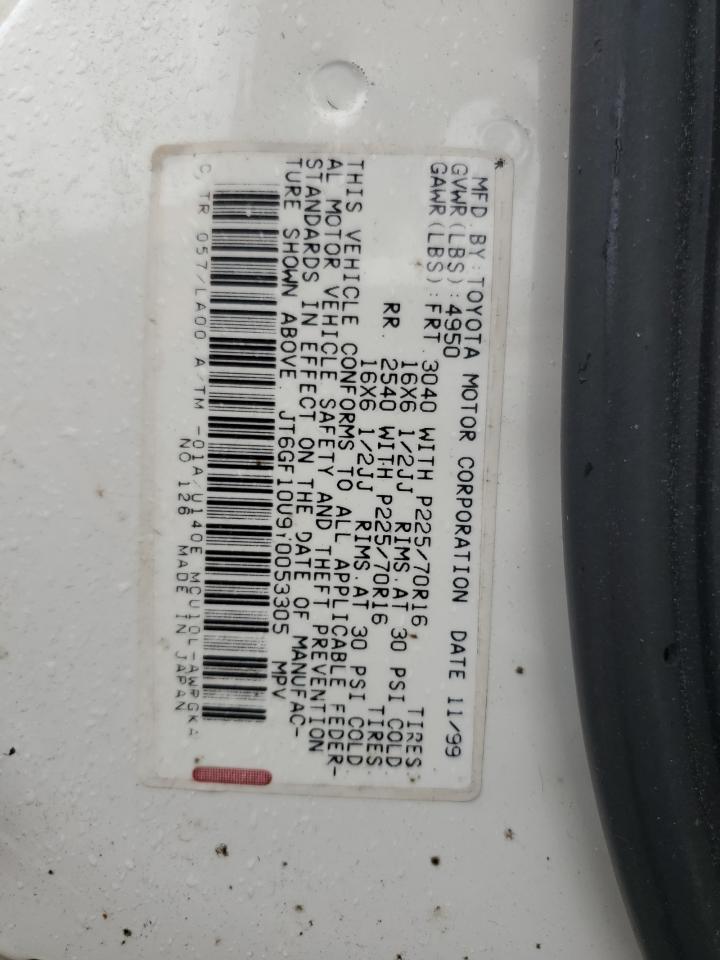 MFD.BY:TOYOTA MOTOR CORPORATION DATE 11/99
GVWR(LBS):4950
GAWR(LBS):FRT.3040 WITH P225/70R16 TIRES
16X6 1/2JJ RIMS.AT 30 PSI COLD
RR. 2540 WITH P225/70R16 TIRES
16X6 1/2JJ RIMS.AT 30 PSI COLD
THIS VEHICLE CONFORMS TO ALL APPLICABLE FEDER-
AL MOTOR VEHICLE SAFETY AND THEFT PREVENTION
STANDARDS IN EFFECT ON THE DATE OF MANUFAC-
TURE SHOWN ABOVE. JT6GF10U9Y0053305 MPV
C/TR 057/LA00 A/TM -01A/U140E MCU10L-AWPGKA
NO 126 MADE IN JAPAN